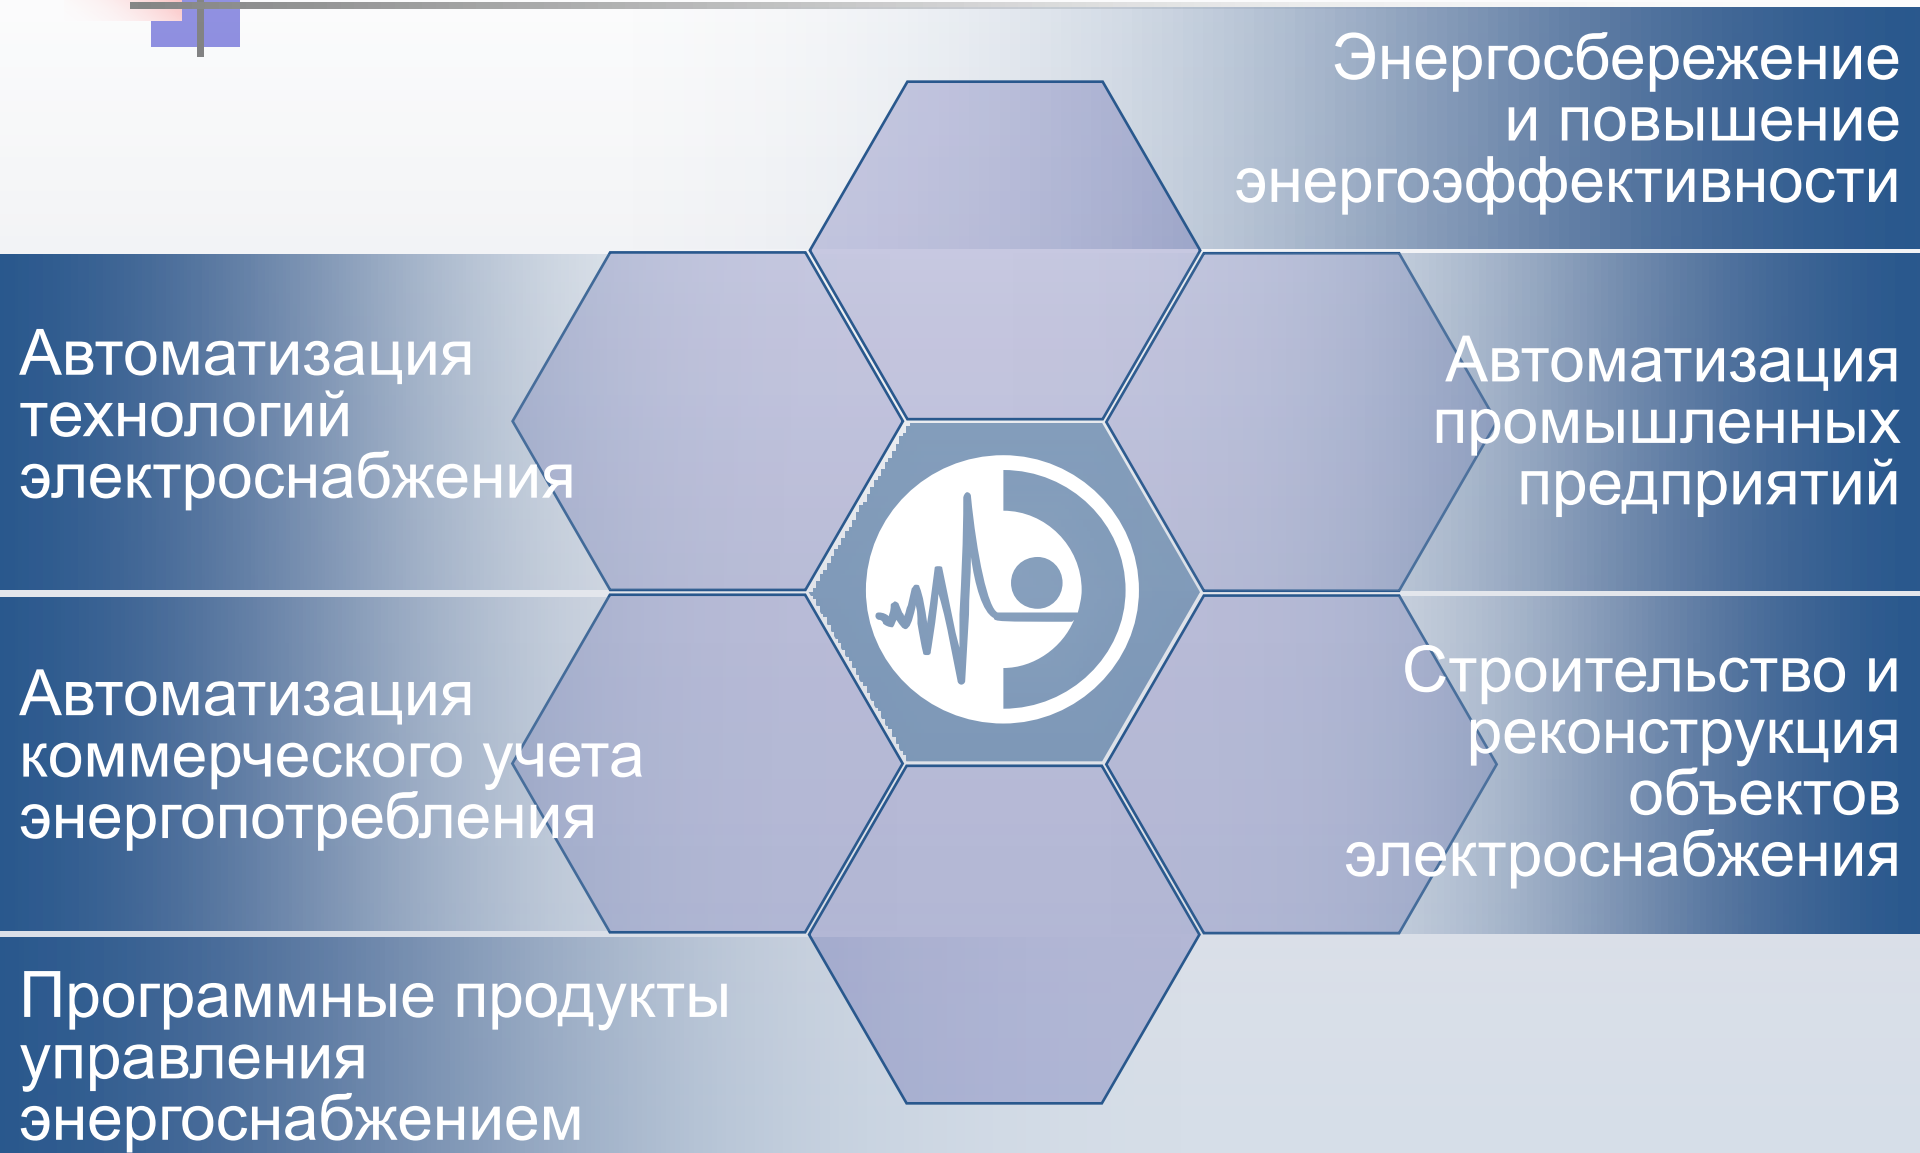 Энергосбережение
и повышение
энергоэффективности
Автоматизация
технологий
электроснабжения
Автоматизация
промышленных
предприятий
Автоматизация
коммерческого учета
энергопотребления
Строительство и
реконструкция
объектов
электроснабжения
Программные продукты
управления
энергоснабжением